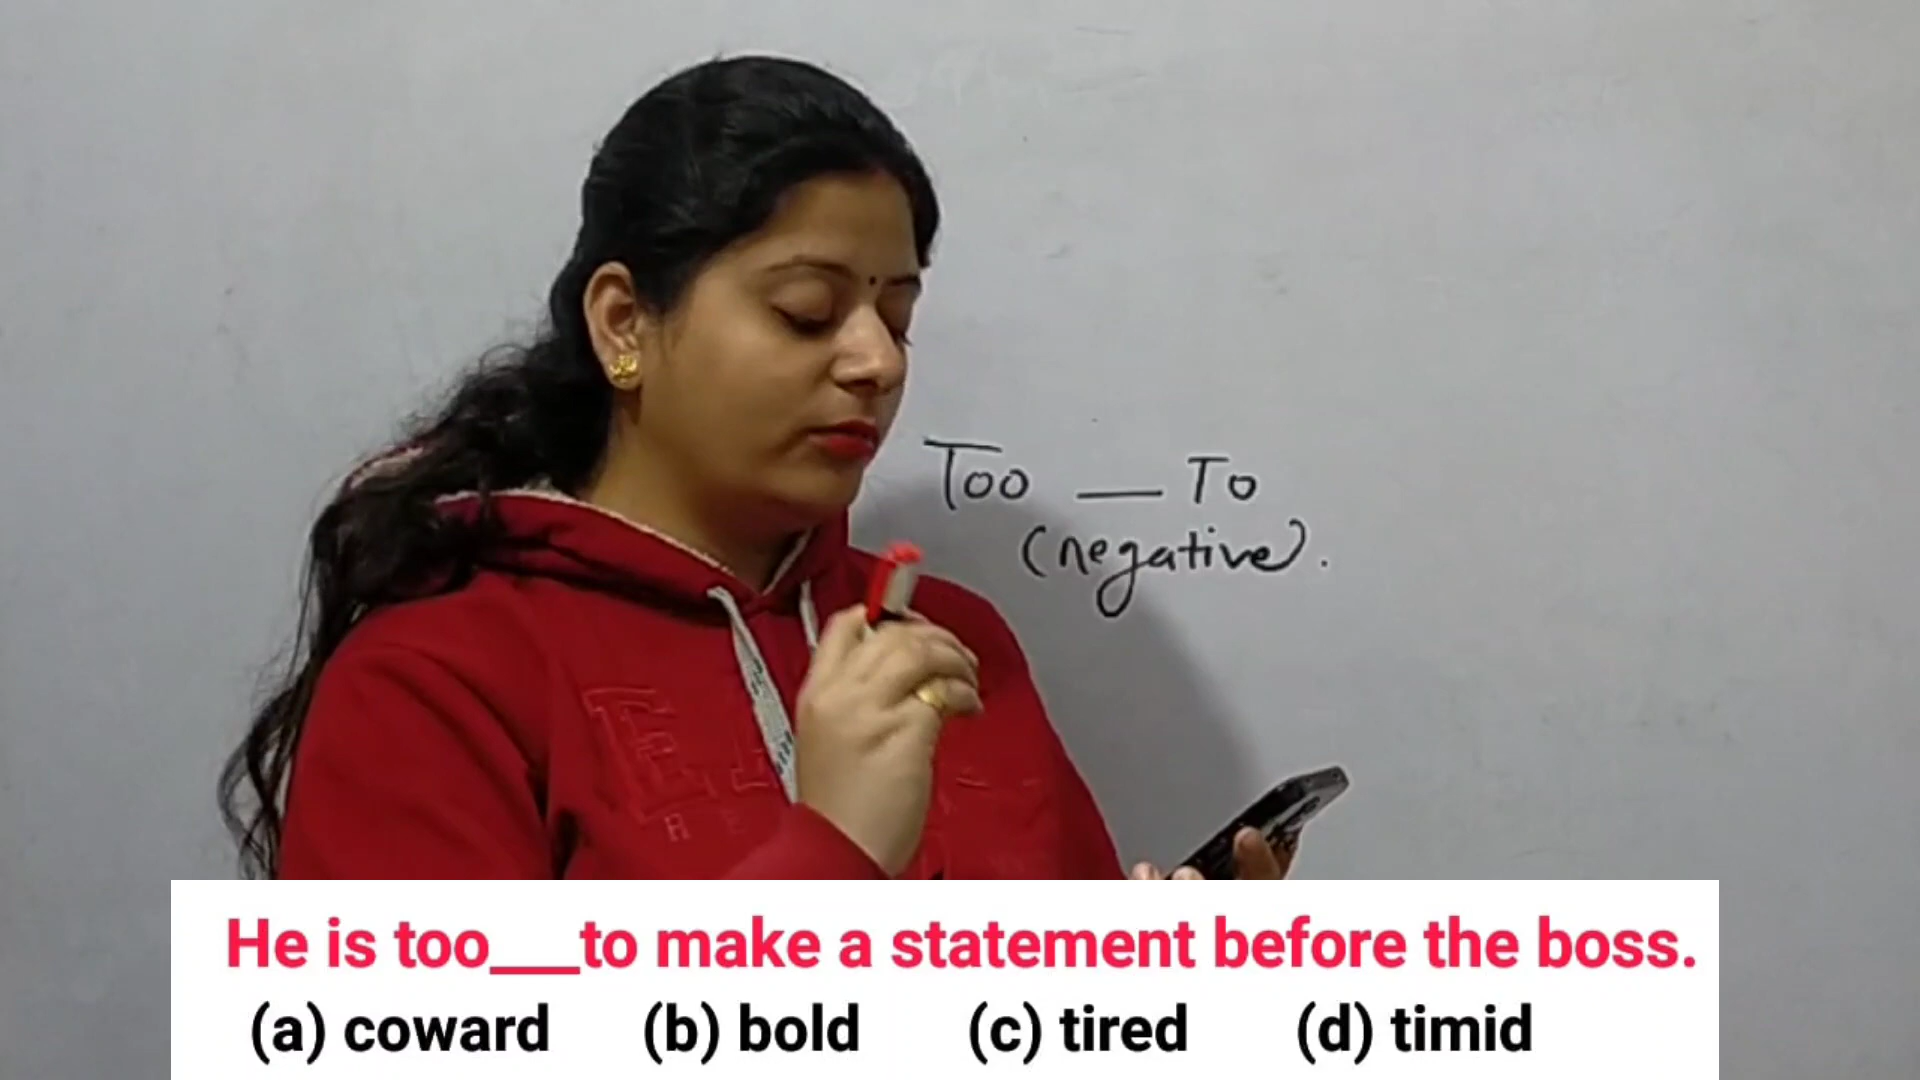 Too — To
(negative).
He is too___to make a statement before the boss.
(a) coward (b) bold (c) tired (d) timid